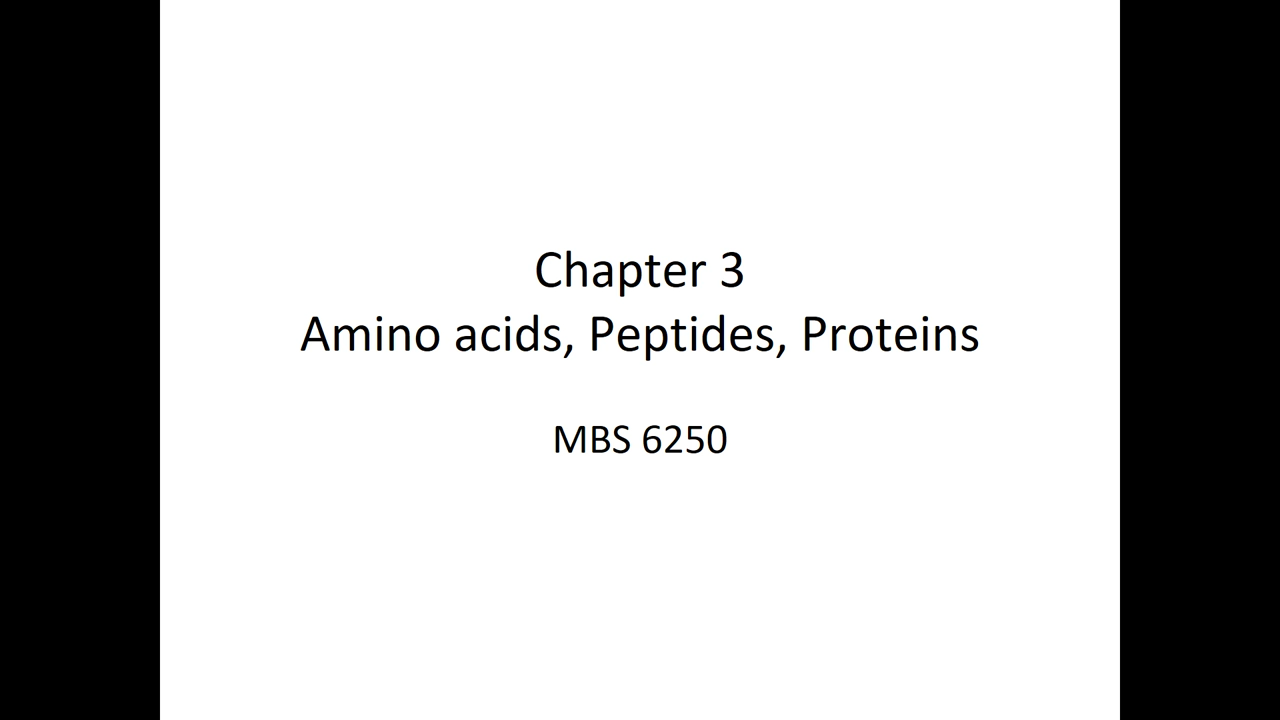 Chapter 3
Amino acids, Peptides, Proteins
MBS 6250